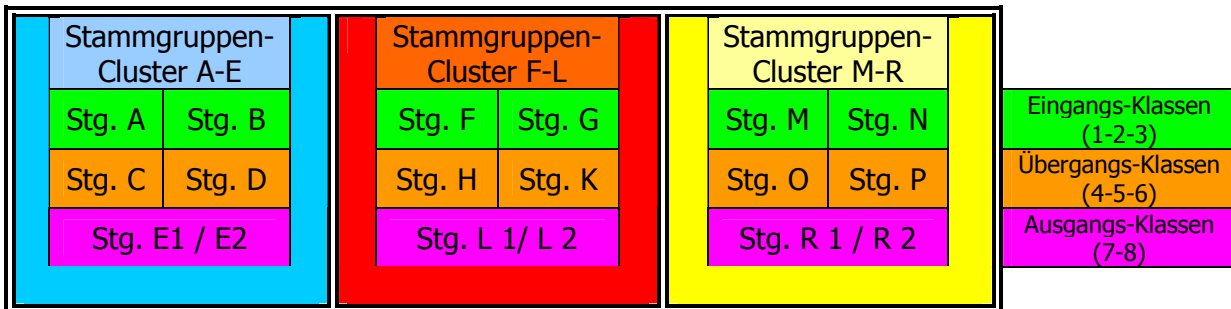 Stammgruppen-
Cluster A-E
Stammgruppen-
Cluster F-L
Stammgruppen-
Cluster M-R
Stg. A Stg. B
Stg. F Stg. G
Stg. M Stg. N
Eingangs-Klassen
(1-2-3)
Stg. C Stg. D
Stg. H Stg. K
Stg. O Stg. P
Übergangs-Klassen
(4-5-6)
Stg. E1 / E2
Stg. L 1/ L 2
Stg. R 1 / R 2
Ausgangs-Klassen
(7-8)